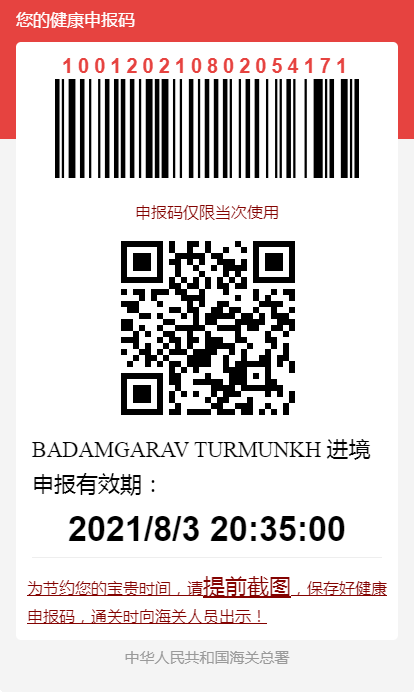 您的健康申报码
100120210802054171
申报码仅限当次使用
BADAMGARAV TURMUNKH 进境
申报有效期：
2021/8/3 20:35:00
为节约您的宝贵时间，请提前截图，保存好健康
申报码，通关时向海关人员出示！
中华人民共和国海关总署